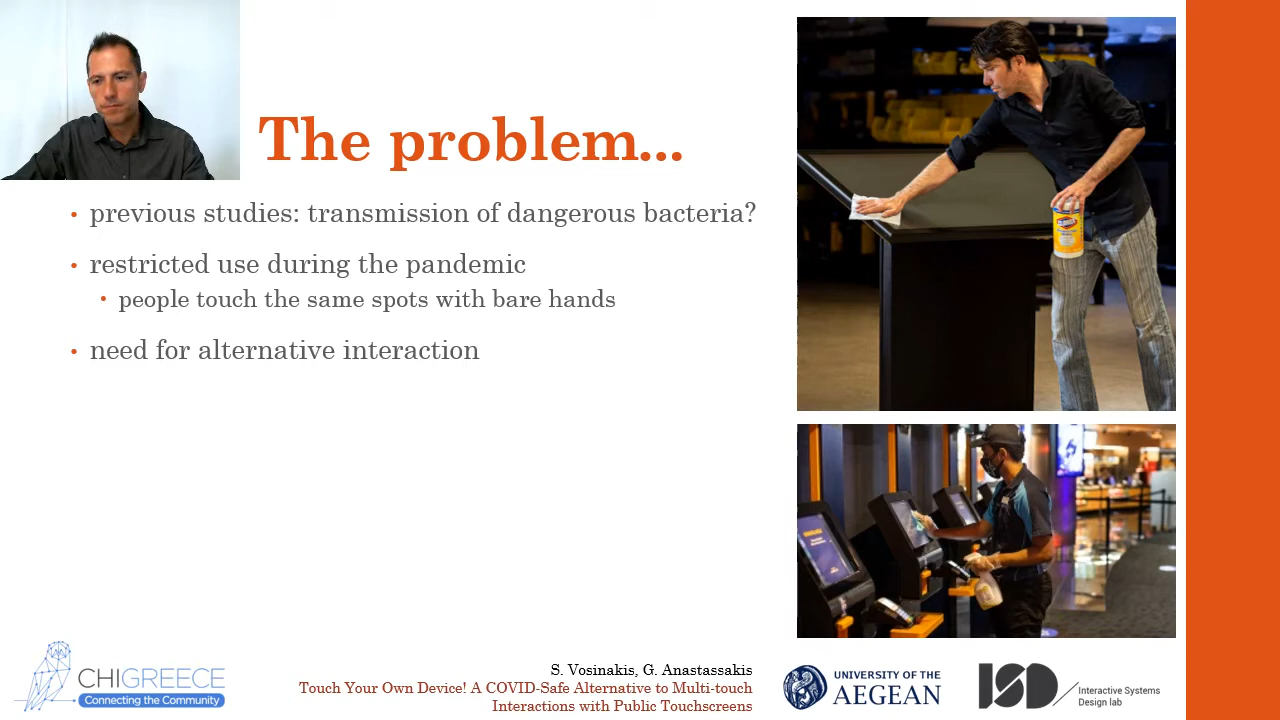 The problem...
• previous studies: transmission of dangerous bacteria?
• restricted use during the pandemic
• people touch the same spots with bare hands
• need for alternative interaction
CHIGREECE
Connecting the Community
S. Vosinakis, G. Anastassakis
Touch Your Own Device! A COVID-Safe Alternative to Multi-touch
Interactions with Public Touchscreens
UNIVERSITY OF THE
AEGEAN
ISD
Interactive Systems
Design lab